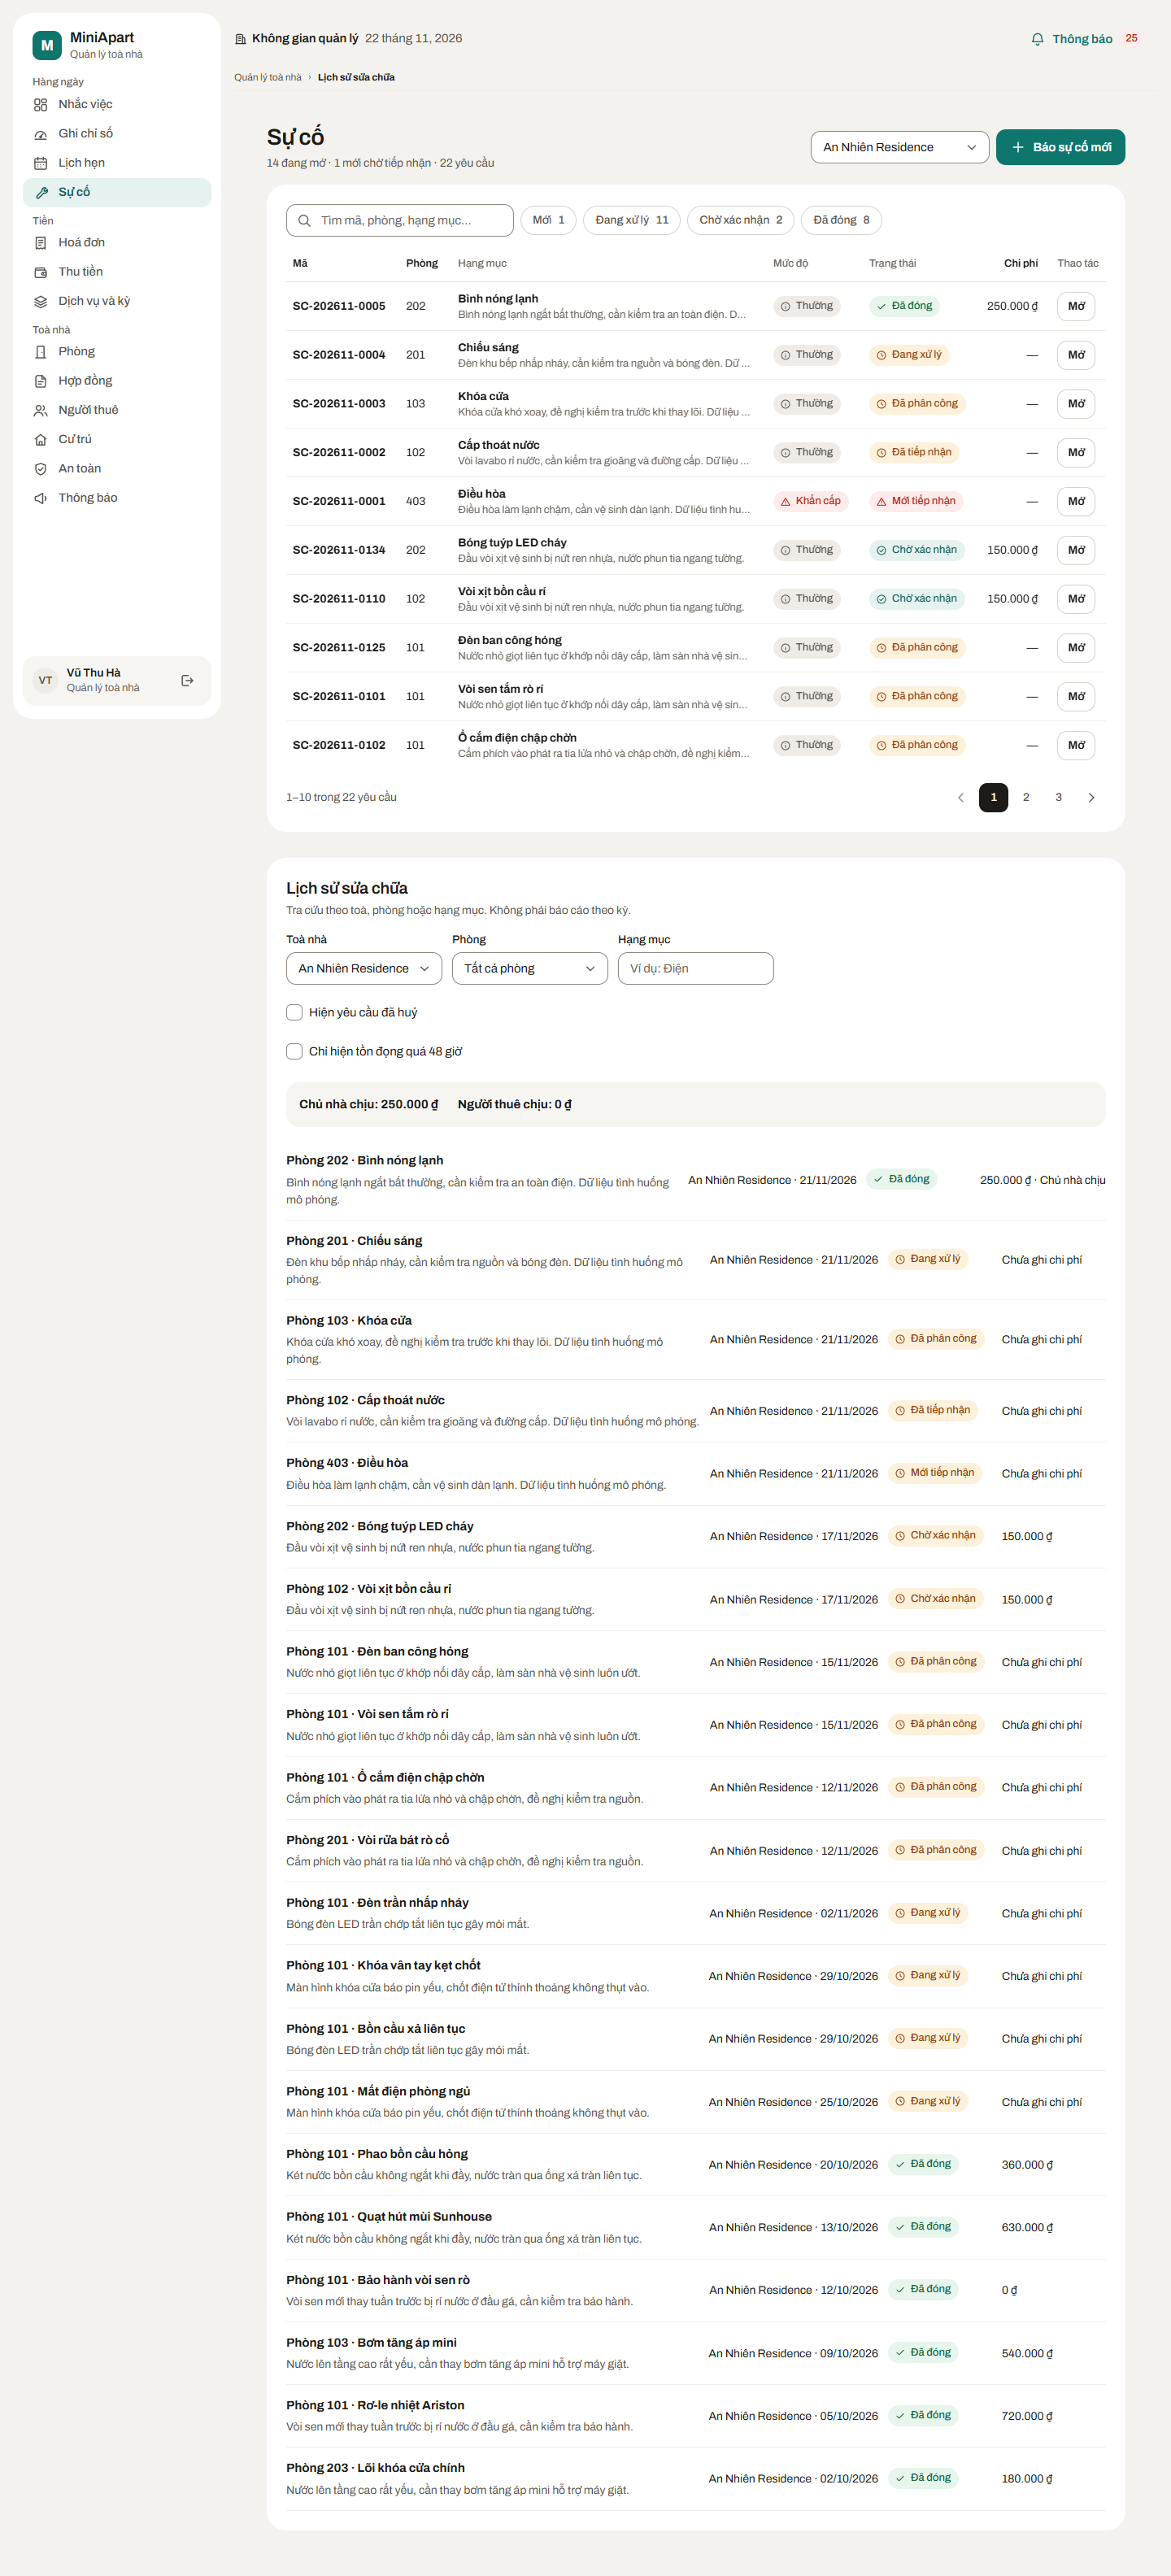 M MiniApart
Quản lý toà nhà
Hàng ngày
Nhắc việc
Ghi chỉ số
Lịch hẹn
Sự cố
Tiền
Hoá đơn
Thu tiền
Dịch vụ và kỳ
Toà nhà
Phòng
Hợp đồng
Người thuê
Cư trú
An toàn
Thông báo
VT Vũ Thu Hà
Quản lý toà nhà
Không gian quản lý 22 tháng 11, 2026
Thông báo 25
Quản lý toà nhà › Lịch sử sửa chữa
Sự cố
14 đang mở · 1 mới chờ tiếp nhận · 22 yêu cầu
An Nhiên Residence
Báo sự cố mới
Tìm mã, phòng, hạng mục...
Mới 1
Đang xử lý 11
Chờ xác nhận 2
Đã đóng 8
Mã Phòng Hạng mục Mức độ Trạng thái Chi phí Thao tác
SC-202611-0005 202 Bình nóng lạnh Thường Đã đóng 250.000 ₫ Mở
Bình nóng lạnh ngắt bất thường, cần kiểm tra an toàn điện. D...
SC-202611-0004 201 Chiếu sáng Thường Đang xử lý — Mở
Đèn khu bếp nhấp nháy, cần kiểm tra nguồn và bóng đèn. Dữ ...
SC-202611-0003 103 Khóa cửa Thường Đã phân công — Mở
Khóa cửa khó xoay, đề nghị kiểm tra trước khi thay lõi. Dữ liệu ...
SC-202611-0002 102 Cấp thoát nước Thường Đã tiếp nhận — Mở
Vòi lavabo rỉ nước, cần kiểm tra gioăng và đường cấp. Dữ liệu ...
SC-202611-0001 403 Điều hòa Khẩn cấp Mới tiếp nhận — Mở
Điều hòa làm lạnh chậm, cần vệ sinh dàn lạnh. Dữ liệu tình hu...
SC-202611-0134 202 Bóng tuýp LED cháy Thường Chờ xác nhận 150.000 ₫ Mở
Đầu vòi xịt vệ sinh bị nứt ren nhựa, nước phun tia ngang tường.
SC-202611-0110 102 Vòi xịt bồn cầu rỉ Thường Chờ xác nhận 150.000 ₫ Mở
Đầu vòi xịt vệ sinh bị nứt ren nhựa, nước phun tia ngang tường.
SC-202611-0125 101 Đèn ban công hỏng Thường Đã phân công — Mở
Nước nhỏ giọt liên tục ở khớp nối dây cấp, làm sàn nhà vệ sin...
SC-202611-0101 101 Vòi sen tắm rò rỉ Thường Đã phân công — Mở
Nước nhỏ giọt liên tục ở khớp nối dây cấp, làm sàn nhà vệ sin...
SC-202611-0102 101 Ổ cắm điện chập chờn Thường Đã phân công — Mở
Cắm phích vào phát ra tia lửa nhỏ và chập chờn, đề nghị kiểm...
1–10 trong 22 yêu cầu
1 2 3
Lịch sử sửa chữa
Tra cứu theo toà, phòng hoặc hạng mục. Không phải báo cáo theo kỳ.
Toà nhà Phòng Hạng mục
An Nhiên Residence Tất cả phòng Ví dụ: Điện
Hiện yêu cầu đã huỷ
Chỉ hiện tồn đọng quá 48 giờ
Chủ nhà chịu: 250.000 ₫ Người thuê chịu: 0 ₫
Phòng 202 · Bình nóng lạnh
Bình nóng lạnh ngắt bất thường, cần kiểm tra an toàn điện. Dữ liệu tình huống
mô phỏng.
An Nhiên Residence · 21/11/2026 Đã đóng 250.000 ₫ · Chủ nhà chịu
Phòng 201 · Chiếu sáng
Đèn khu bếp nhấp nháy, cần kiểm tra nguồn và bóng đèn. Dữ liệu tình huống mô
phỏng.
An Nhiên Residence · 21/11/2026 Đang xử lý Chưa ghi chi phí
Phòng 103 · Khóa cửa
Khóa cửa khó xoay, đề nghị kiểm tra trước khi thay lõi. Dữ liệu tình huống mô
phỏng.
An Nhiên Residence · 21/11/2026 Đã phân công Chưa ghi chi phí
Phòng 102 · Cấp thoát nước
Vòi lavabo rỉ nước, cần kiểm tra gioăng và đường cấp. Dữ liệu tình huống mô phỏng.
An Nhiên Residence · 21/11/2026 Đã tiếp nhận Chưa ghi chi phí
Phòng 403 · Điều hòa
Điều hòa làm lạnh chậm, cần vệ sinh dàn lạnh. Dữ liệu tình huống mô phỏng.
An Nhiên Residence · 21/11/2026 Mới tiếp nhận Chưa ghi chi phí
Phòng 202 · Bóng tuýp LED cháy
Đầu vòi xịt vệ sinh bị nứt ren nhựa, nước phun tia ngang tường.
An Nhiên Residence · 17/11/2026 Chờ xác nhận 150.000 ₫
Phòng 102 · Vòi xịt bồn cầu rỉ
Đầu vòi xịt vệ sinh bị nứt ren nhựa, nước phun tia ngang tường.
An Nhiên Residence · 17/11/2026 Chờ xác nhận 150.000 ₫
Phòng 101 · Đèn ban công hỏng
Nước nhỏ giọt liên tục ở khớp nối dây cấp, làm sàn nhà vệ sinh luôn ướt.
An Nhiên Residence · 15/11/2026 Đã phân công Chưa ghi chi phí
Phòng 101 · Vòi sen tắm rò rỉ
Nước nhỏ giọt liên tục ở khớp nối dây cấp, làm sàn nhà vệ sinh luôn ướt.
An Nhiên Residence · 15/11/2026 Đã phân công Chưa ghi chi phí
Phòng 101 · Ổ cắm điện chập chờn
Cắm phích vào phát ra tia lửa nhỏ và chập chờn, đề nghị kiểm tra nguồn.
An Nhiên Residence · 12/11/2026 Đã phân công Chưa ghi chi phí
Phòng 201 · Vòi rửa bát rò cổ
Cắm phích vào phát ra tia lửa nhỏ và chập chờn, đề nghị kiểm tra nguồn.
An Nhiên Residence · 12/11/2026 Đã phân công Chưa ghi chi phí
Phòng 101 · Đèn trần nhấp nháy
Bóng đèn LED trần chớp tắt liên tục gây mỏi mắt.
An Nhiên Residence · 02/11/2026 Đang xử lý Chưa ghi chi phí
Phòng 101 · Khóa vân tay kẹt chốt
Màn hình khóa cửa báo pin yếu, chốt điện tử thỉnh thoảng không thụt vào.
An Nhiên Residence · 29/10/2026 Đang xử lý Chưa ghi chi phí
Phòng 101 · Bồn cầu xả liên tục
Bóng đèn LED trần chớp tắt liên tục gây mỏi mắt.
An Nhiên Residence · 29/10/2026 Đang xử lý Chưa ghi chi phí
Phòng 101 · Mất điện phòng ngủ
Màn hình khóa cửa báo pin yếu, chốt điện tử thỉnh thoảng không thụt vào.
An Nhiên Residence · 25/10/2026 Đang xử lý Chưa ghi chi phí
Phòng 101 · Phao bồn cầu hỏng
Két nước bồn cầu không ngắt khi đầy, nước tràn qua ống xả tràn liên tục.
An Nhiên Residence · 20/10/2026 Đã đóng 360.000 ₫
Phòng 101 · Quạt hút mùi Sunhouse
Két nước bồn cầu không ngắt khi đầy, nước tràn qua ống xả tràn liên tục.
An Nhiên Residence · 13/10/2026 Đã đóng 630.000 ₫
Phòng 101 · Bảo hành vòi sen rò
Vòi sen mới thay tuần trước bị rỉ nước ở đầu gá, cần kiểm tra bảo hành.
An Nhiên Residence · 12/10/2026 Đã đóng 0 ₫
Phòng 103 · Bơm tăng áp mini
Nước lên tầng cao rất yếu, cần thay bơm tăng áp mini hỗ trợ máy giặt.
An Nhiên Residence · 09/10/2026 Đã đóng 540.000 ₫
Phòng 101 · Rơ-le nhiệt Ariston
Vòi sen mới thay tuần trước bị rỉ nước ở đầu gá, cần kiểm tra bảo hành.
An Nhiên Residence · 05/10/2026 Đã đóng 720.000 ₫
Phòng 203 · Lõi khóa cửa chính
Nước lên tầng cao rất yếu, cần thay bơm tăng áp mini hỗ trợ máy giặt.
An Nhiên Residence · 02/10/2026 Đã đóng 180.000 ₫